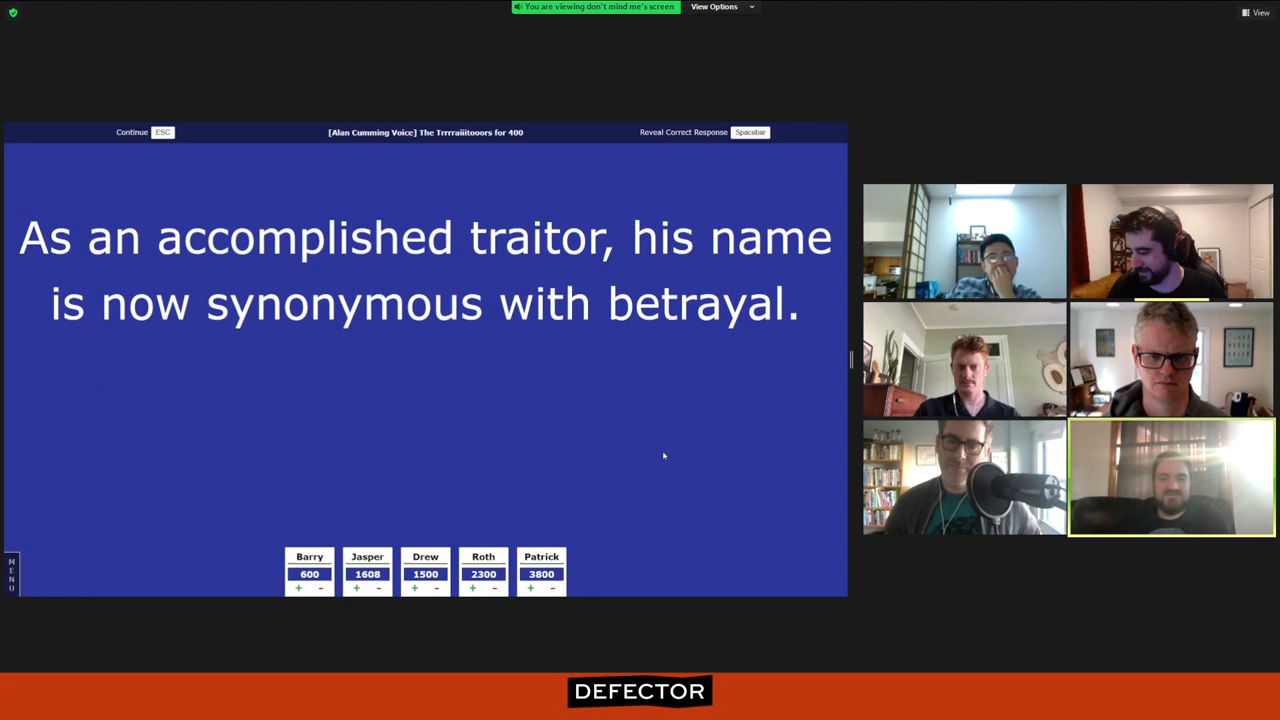 You are viewing don't mind me's screen
View Options
View
Continue ESC
[Alan Cumming Voice] The Trrrraiiitooors for 400
Reveal Correct Response Spacebar
As an accomplished traitor, his name
is now synonymous with betrayal.
MENU
Barry Jasper Drew Roth Patrick
600 1608 1500 2300 3800
+ - + - + - + - + -
DEFECTOR